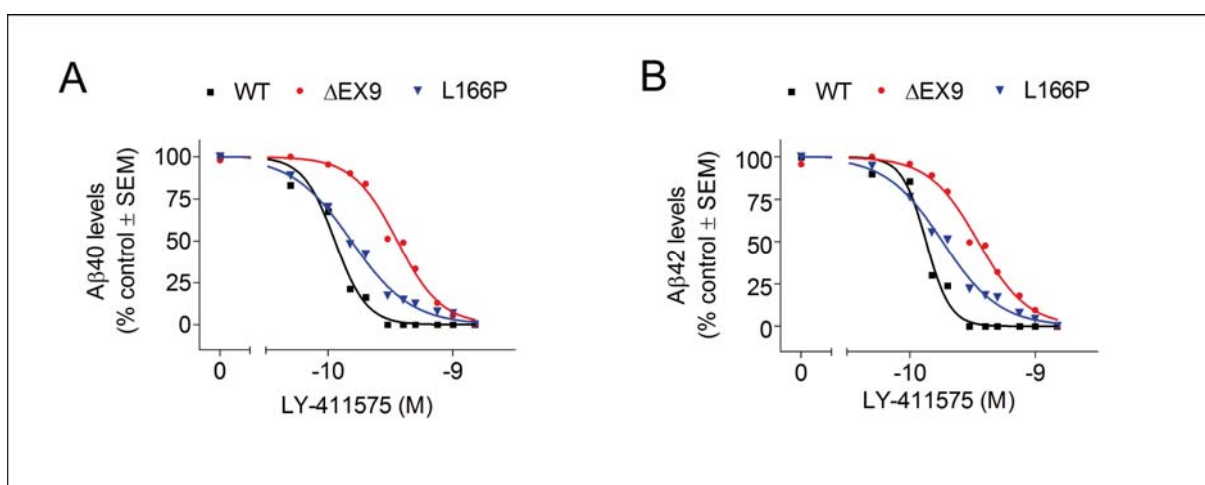 A
WT ΔEX9 L166P
Aβ40 levels
(% control ± SEM)
100
75
50
25
0
0 -10 -9
LY-411575 (M)
B
WT ΔEX9 L166P
Aβ42 levels
(% control ± SEM)
100
75
50
25
0
0 -10 -9
LY-411575 (M)